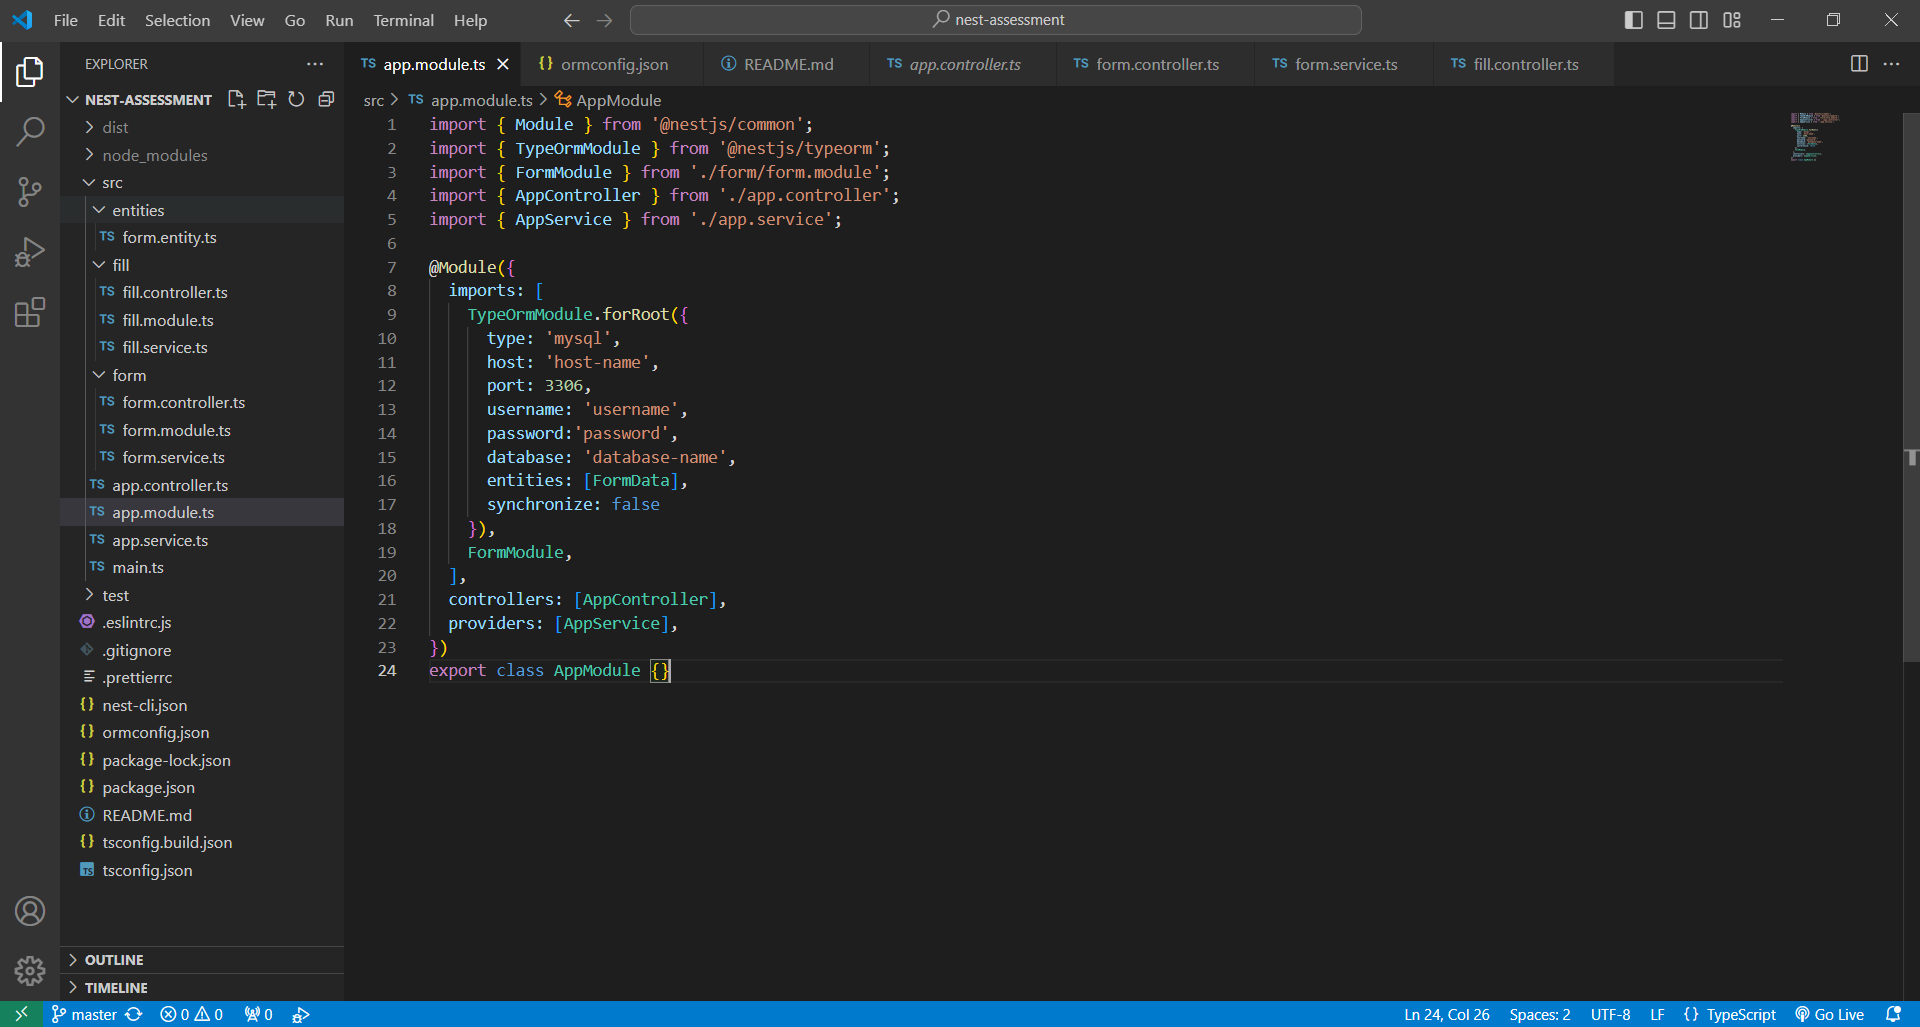 File Edit Selection View Go Run Terminal Help
nest-assessment
EXPLORER
NEST-ASSESSMENT
dist
node_modules
src
entities
TS form.entity.ts
fill
TS fill.controller.ts
TS fill.module.ts
TS fill.service.ts
form
TS form.controller.ts
TS form.module.ts
TS form.service.ts
TS app.controller.ts
TS app.module.ts
TS app.service.ts
TS main.ts
test
.eslintrc.js
.gitignore
.prettierrc
{} nest-cli.json
{} ormconfig.json
{} package-lock.json
{} package.json
README.md
{} tsconfig.build.json
TS tsconfig.json
OUTLINE
TIMELINE
TS app.module.ts {} ormconfig.json README.md TS app.controller.ts TS form.controller.ts TS form.service.ts TS fill.controller.ts
src > TS app.module.ts > AppModule
1 import { Module } from '@nestjs/common';
2 import { TypeOrmModule } from '@nestjs/typeorm';
3 import { FormModule } from './form/form.module';
4 import { AppController } from './app.controller';
5 import { AppService } from './app.service';
6
7 @Module({
8 imports: [
9 TypeOrmModule.forRoot({
10 type: 'mysql',
11 host: 'host-name',
12 port: 3306,
13 username: 'username',
14 password:'password',
15 database: 'database-name',
16 entities: [FormData],
17 synchronize: false
18 }),
19 FormModule,
20 ],
21 controllers: [AppController],
22 providers: [AppService],
23 })
24 export class AppModule {}
master 0 0 0 Ln 24, Col 26 Spaces: 2 UTF-8 LF {} TypeScript Go Live